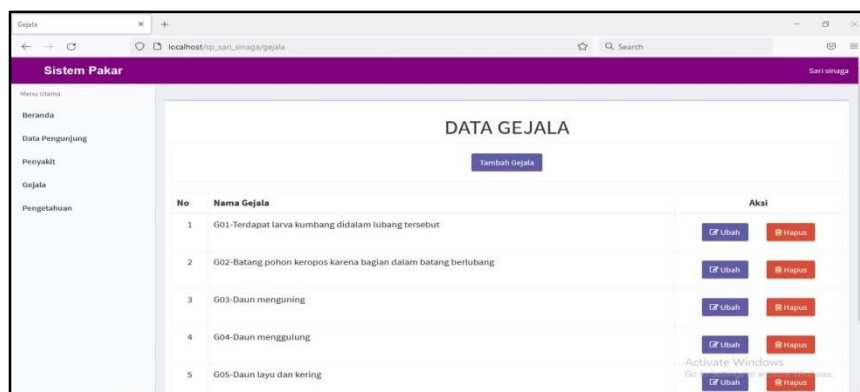 Gejala
localhost/sp_sari_sinaga/gejala
Search
Sistem Pakar
Sari sinaga
Menu Utama
Beranda
Data Pengunjung
Penyakit
Gejala
Pengetahuan
DATA GEJALA
Tambah Gejala
No Nama Gejala Aksi
1 G01-Terdapat larva kumbang didalam lubang tersebut Ubah Hapus
2 G02-Batang pohon keropos karena bagian dalam batang berlubang Ubah Hapus
3 G03-Daun menguning Ubah Hapus
4 G04-Daun menggulung Ubah Hapus
Activate Windows
5 G05-Daun layu dan kering Ubah Hapus